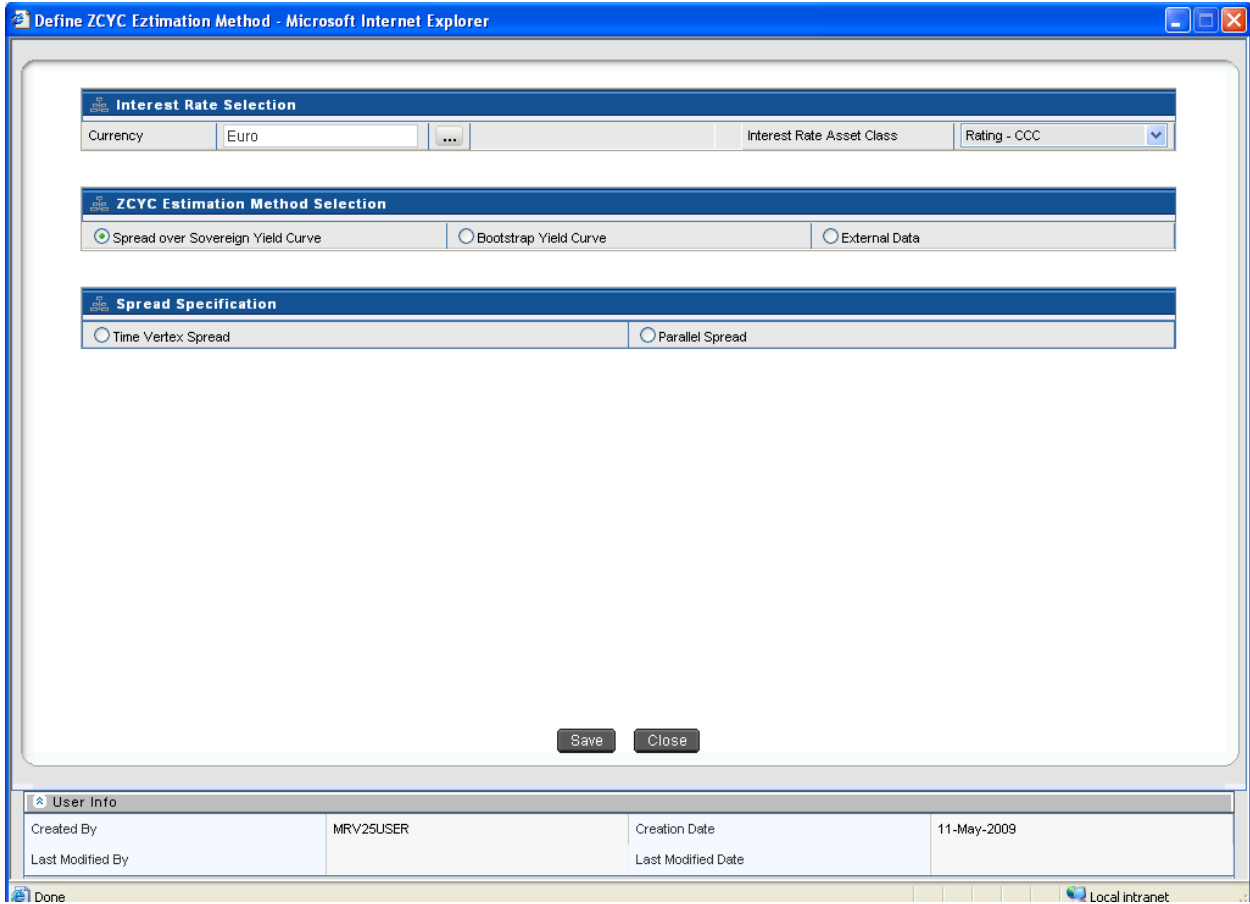 Define ZCYC Eztimation Method - Microsoft Internet Explorer
Interest Rate Selection
Currency Euro ... Interest Rate Asset Class Rating - CCC
ZCYC Estimation Method Selection
Spread over Sovereign Yield Curve Bootstrap Yield Curve External Data
Spread Specification
Time Vertex Spread Parallel Spread
Save Close
User Info
Created By MRV25USER Creation Date 11-May-2009
Last Modified By Last Modified Date
Done Local intranet